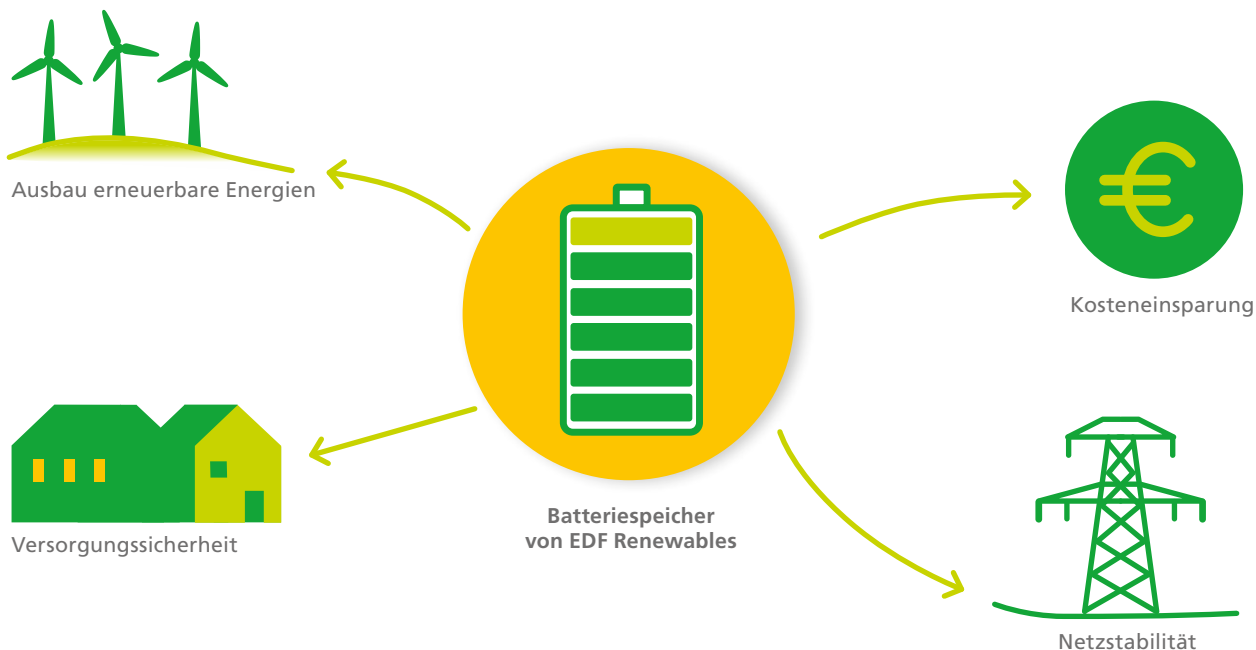 Ausbau erneuerbare Energien
Kosteneinsparung
Versorgungssicherheit
Batteriespeicher
von EDF Renewables
Netzstabilität